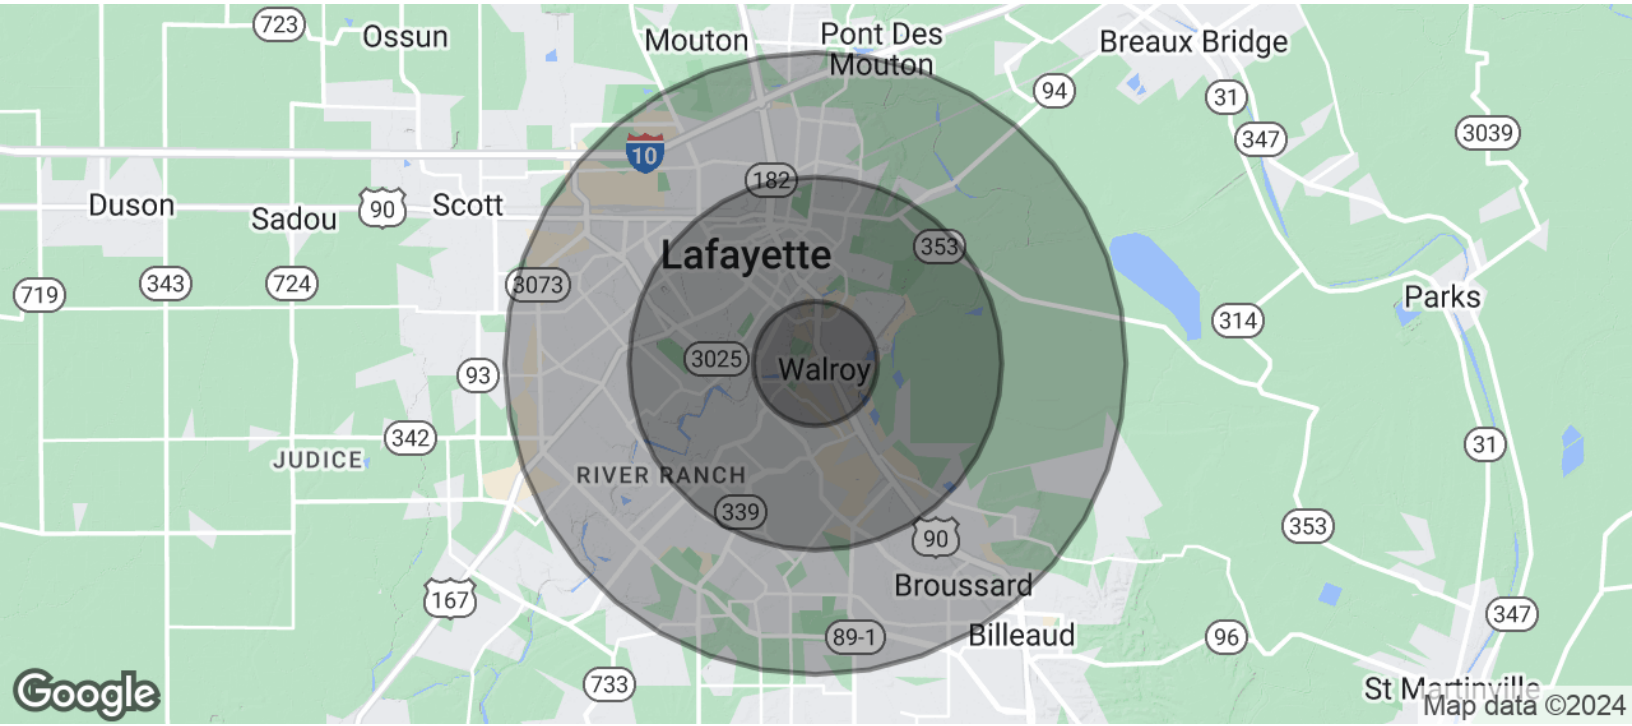 723
Ossun
Mouton
Pont Des
Mouton
Breaux Bridge
94
31
347
3039
10
182
Duson
90
Scott
Sadou
Lafayette
353
719
343
724
3073
Parks
314
3025
Walroy
93
342
JUDICE
31
RIVER RANCH
339
353
90
Broussard
167
347
89-1
Billeaud
96
733
St Martinville
Google
Map data ©2024